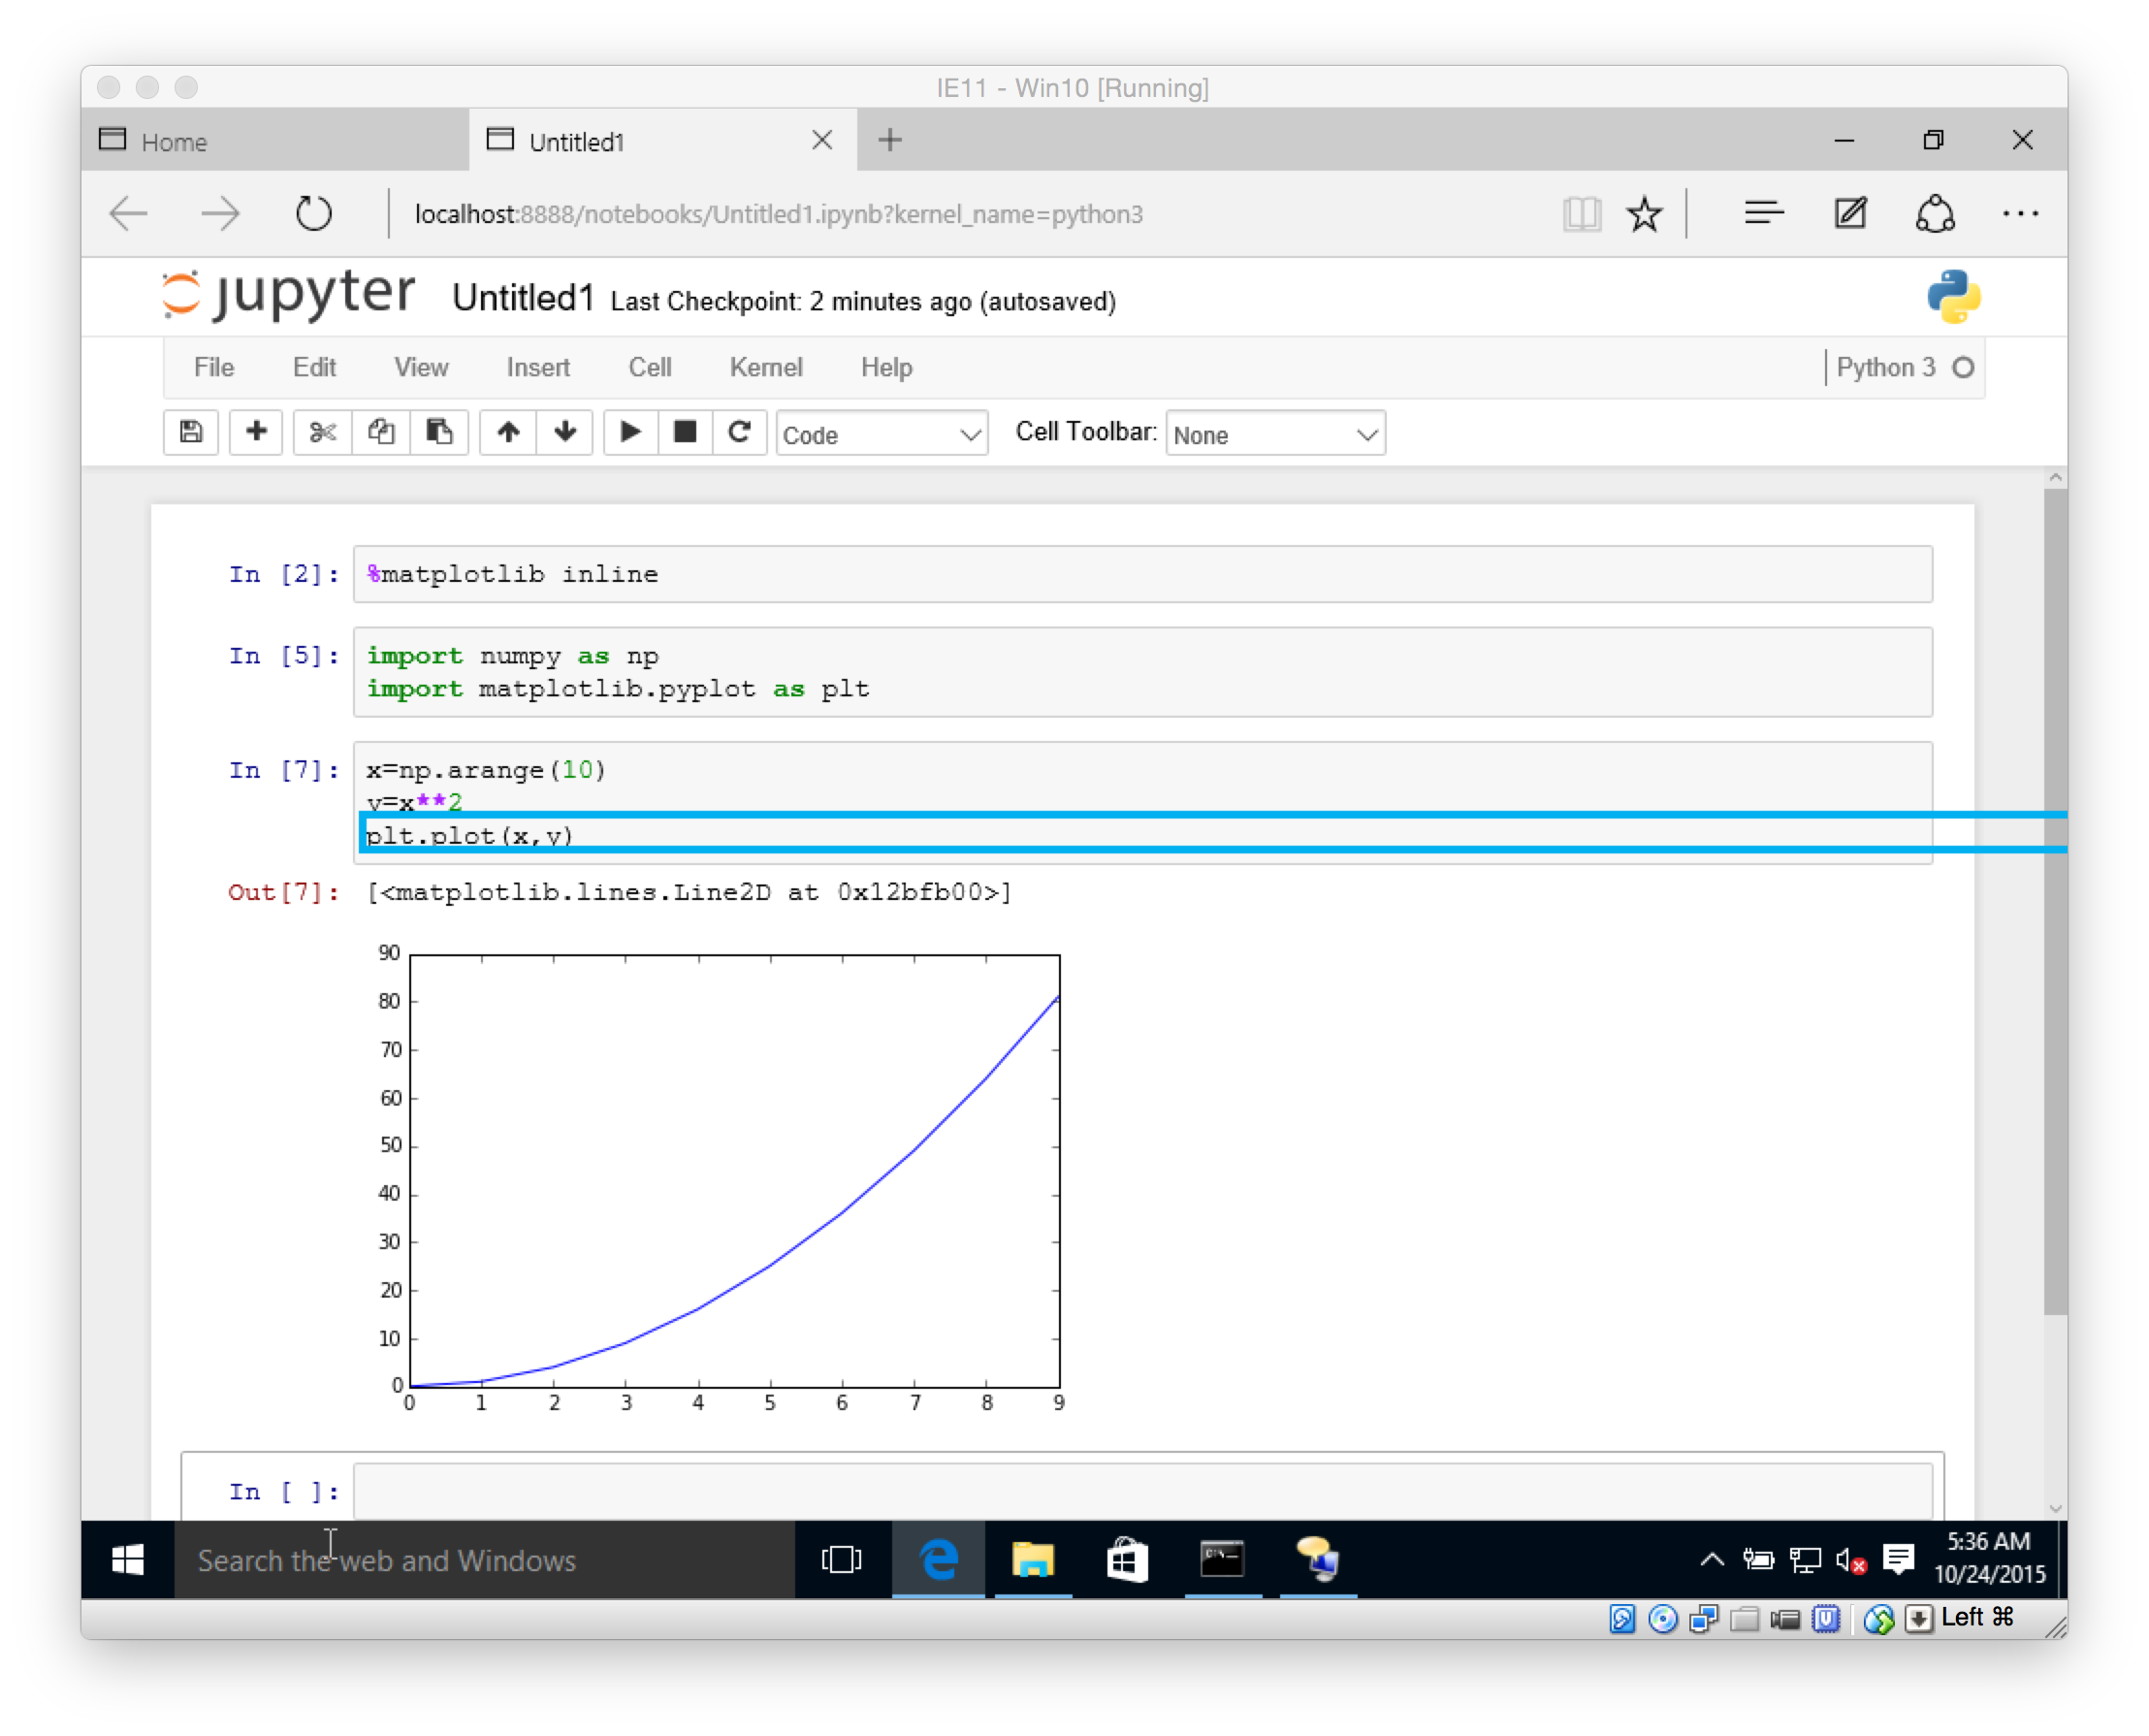 IE11 - Win10 [Running]
Home
Untitled1
localhost:8888/notebooks/Untitled1.ipynb?kernel_name=python3
jupyter Untitled1 Last Checkpoint: 2 minutes ago (autosaved)
File Edit View Insert Cell Kernel Help Python 3
Code Cell Toolbar: None
In [2]: %matplotlib inline
In [5]: import numpy as np
import matplotlib.pyplot as plt
In [7]: x=np.arange(10)
y=x**2
plt.plot(x,y)
Out[7]: [<matplotlib.lines.Line2D at 0x12bfb00>]
90
80
70
60
50
40
30
20
10
0
0 1 2 3 4 5 6 7 8 9
In [ ]:
Search the web and Windows
5:36 AM
10/24/2015
Left ⌘